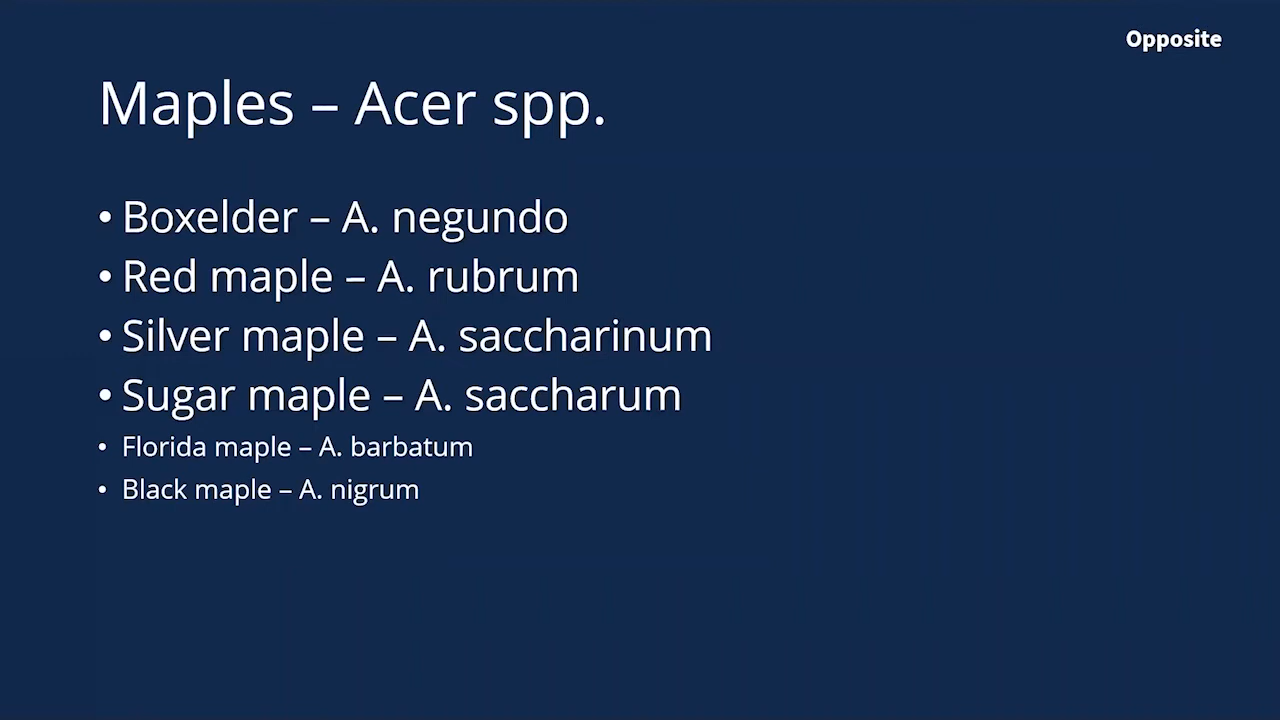 Opposite
Maples – Acer spp.
• Boxelder – A. negundo
• Red maple – A. rubrum
• Silver maple – A. saccharinum
• Sugar maple – A. saccharum
• Florida maple – A. barbatum
• Black maple – A. nigrum